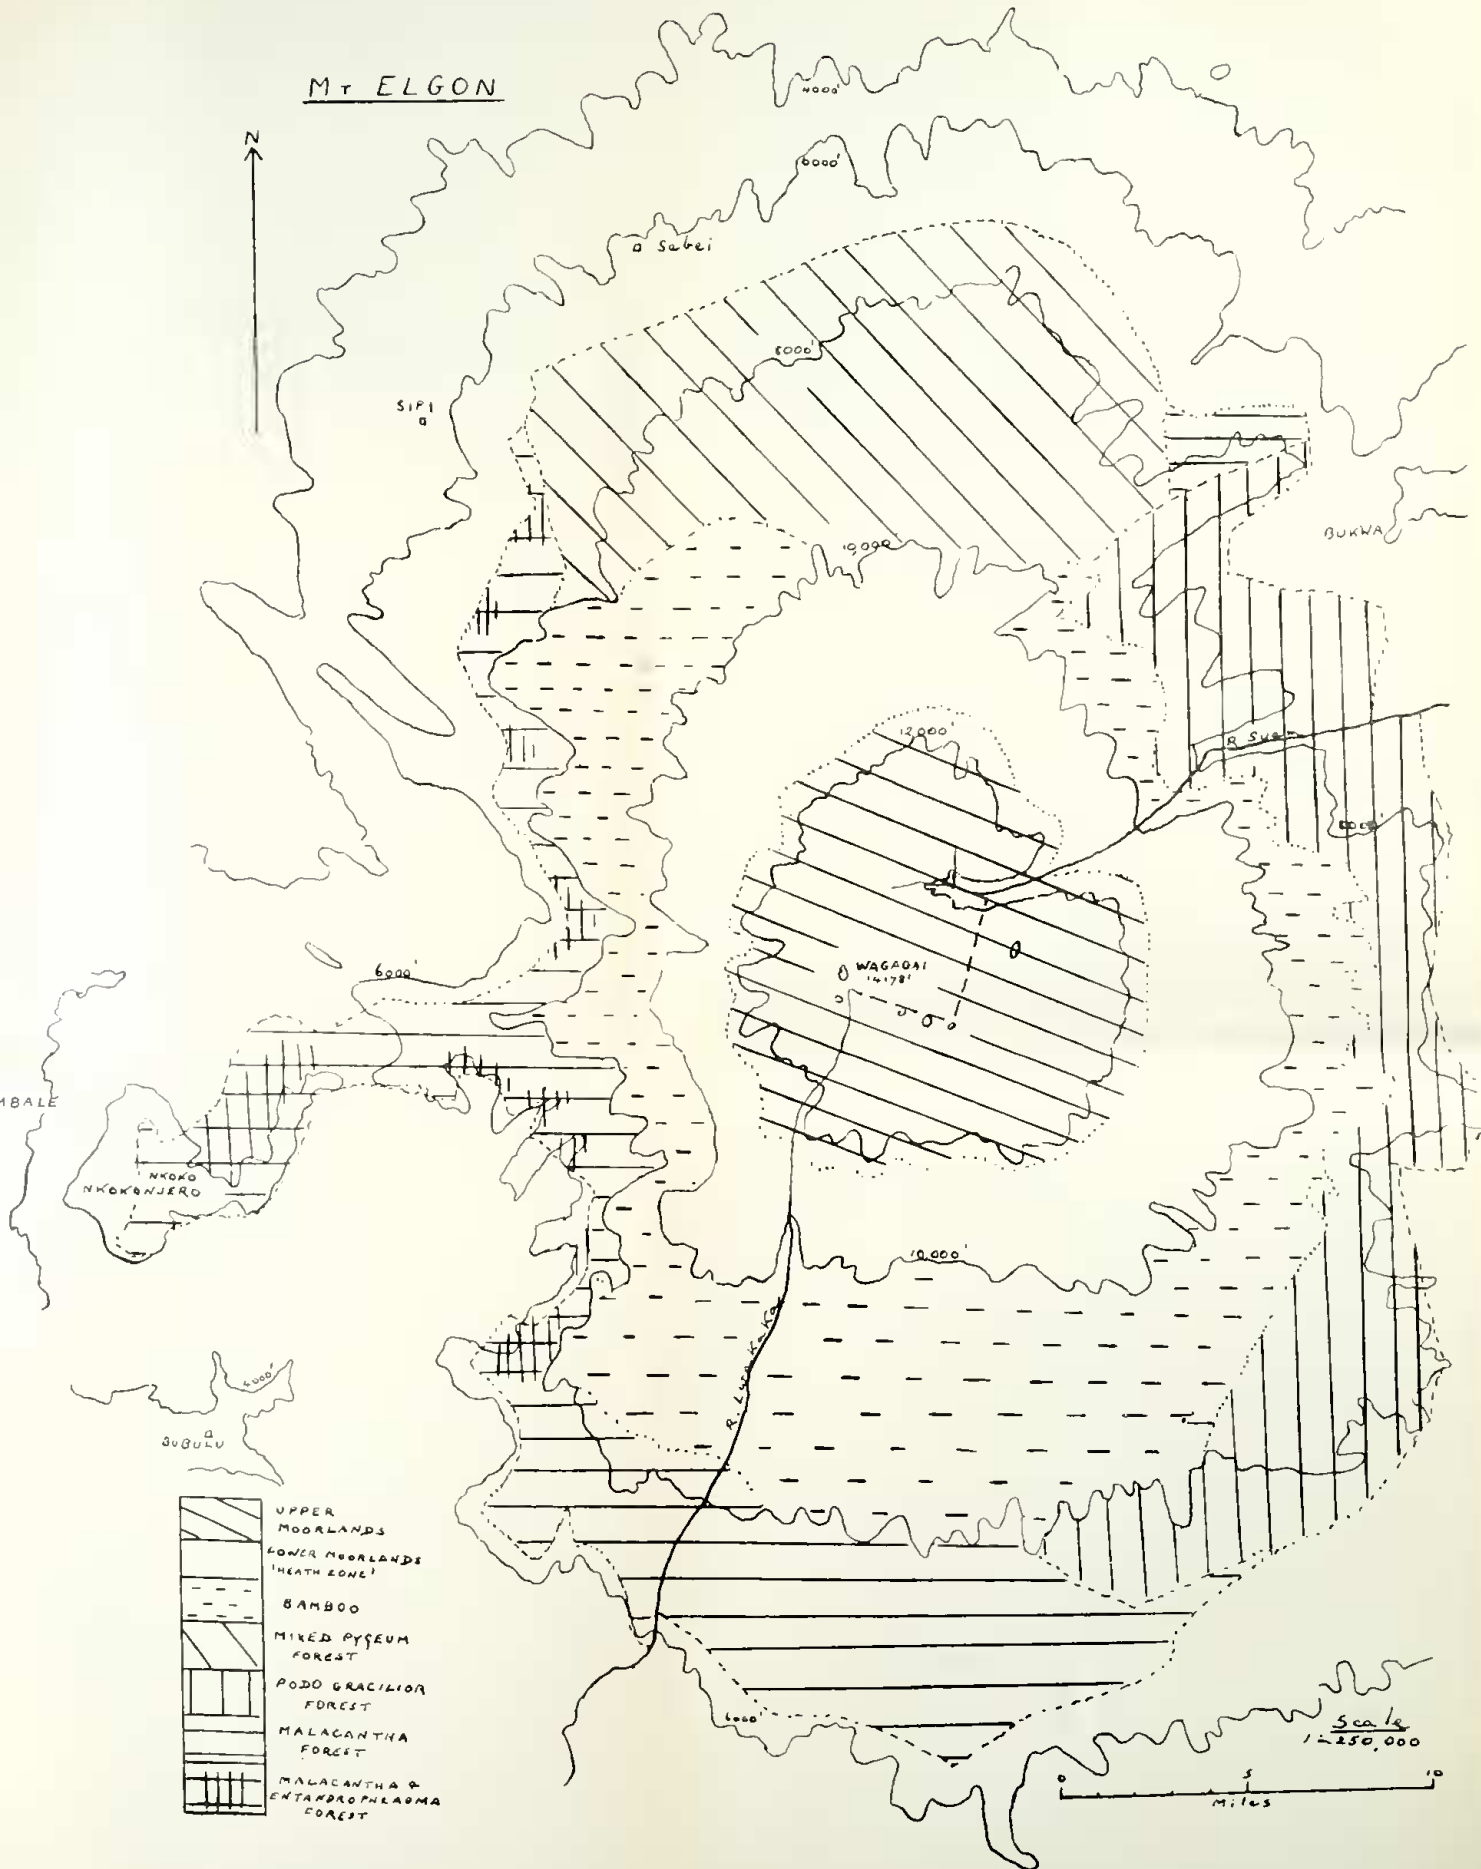 MT ELGON
N
4000'
6000'
Sabei
8000'
SIPI
10,000
BUKWA
12,000'
R Suam
WAGAGAI
14178'
6000'
MBALE
NKOKO
NKOKONJERO
10,000'
BUBULU
UPPER
MOORLANDS
LOWER MOORLANDS
'HEATH ZONE'
BAMBOO
MIXED PYGEUM
FOREST
PODO GRACILIOR
FOREST
MALACANTHA
FOREST
MALACANTHA &
ENTANDROPHRAGMA
FOREST
6000'
Scale
1=250,000
0 5 10
Miles